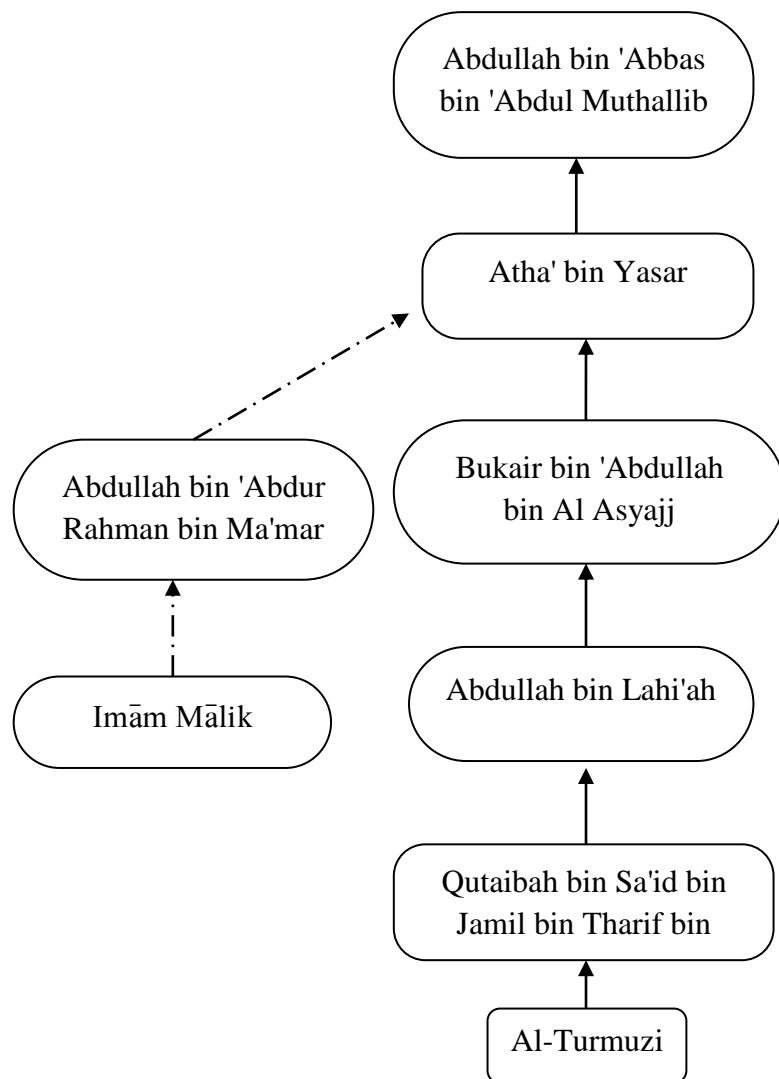 Abdullah bin 'Abbas
bin 'Abdul Muthallib
Atha' bin Yasar
Abdullah bin 'Abdur
Rahman bin Ma'mar
Bukair bin 'Abdullah
bin Al Asyajj
Imām Mālik
Abdullah bin Lahi'ah
Qutaibah bin Sa'id bin
Jamil bin Tharif bin
Al-Turmuzi